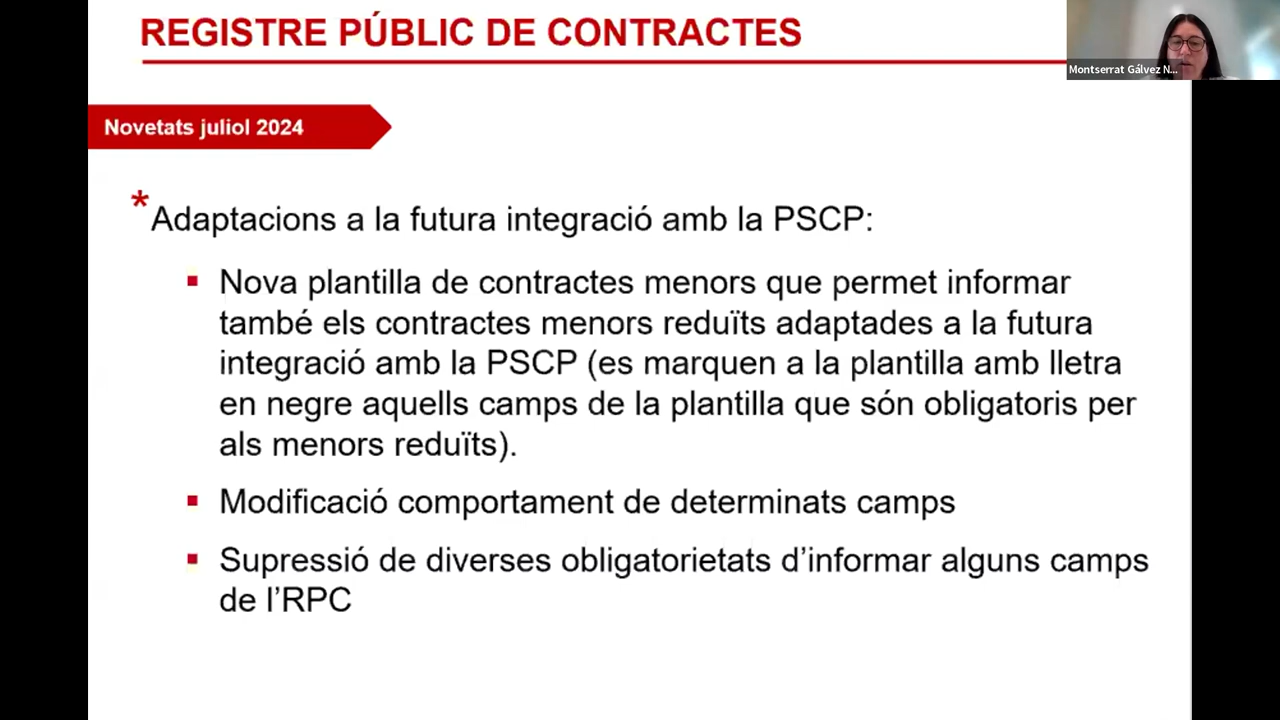 REGISTRE PÚBLIC DE CONTRACTES
Montserrat Gálvez N...
Novetats juliol 2024
* Adaptacions a la futura integració amb la PSCP:
▪ Nova plantilla de contractes menors que permet informar
també els contractes menors reduïts adaptades a la futura
integració amb la PSCP (es marquen a la plantilla amb lletra
en negre aquells camps de la plantilla que són obligatoris per
als menors reduïts).
▪ Modificació comportament de determinats camps
▪ Supressió de diverses obligatorietats d’informar alguns camps
de l’RPC